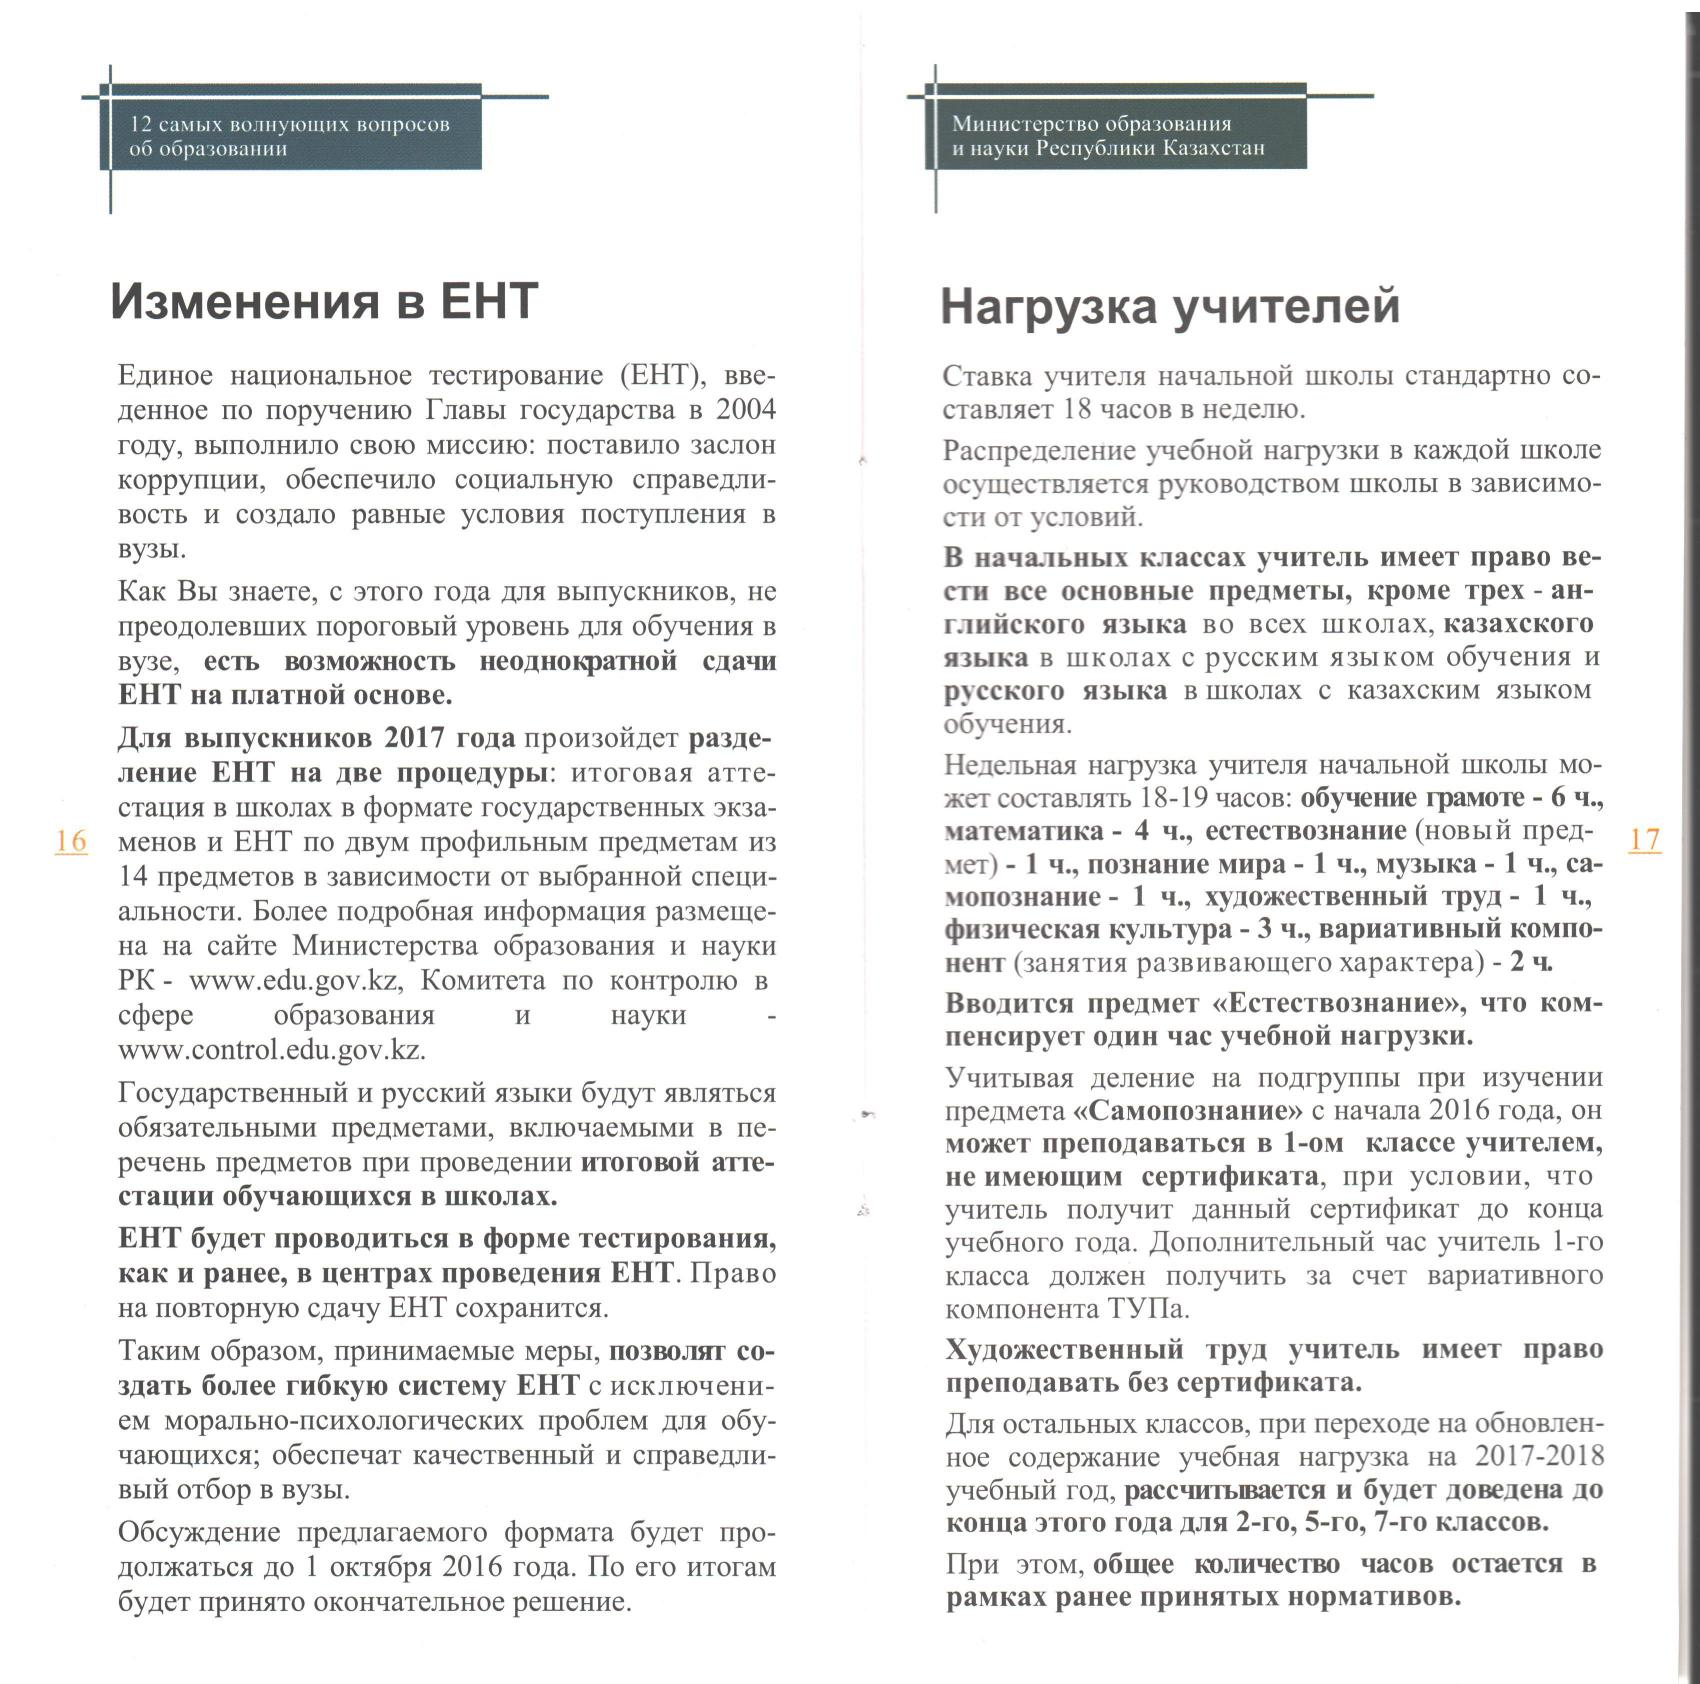 12 самых волнующих вопросов
об образовании
Изменения в ЕНТ
Единое национальное тестирование (ЕНТ), вве-
денное по поручению Главы государства в 2004
году, выполнило свою миссию: поставило заслон
коррупции, обеспечило социальную справедли-
вость и создало равные условия поступления в
вузы.
Как Вы знаете, с этого года для выпускников, не
преодолевших пороговый уровень для обучения в
вузе, есть возможность неоднократной сдачи
ЕНТ на платной основе.
Для выпускников 2017 года произойдет разде-
ление ЕНТ на две процедуры: итоговая атте-
стация в школах в формате государственных экза-
менов и ЕНТ по двум профильным предметам из
14 предметов в зависимости от выбранной специ-
альности. Более подробная информация размеще-
на на сайте Министерства образования и науки
РК - www.edu.gov.kz, Комитета по контролю в
сфере образования и науки -
www.control.edu.gov.kz.
Государственный и русский языки будут являться
обязательными предметами, включаемыми в пе-
речень предметов при проведении итоговой атте-
стации обучающихся в школах.
ЕНТ будет проводиться в форме тестирования,
как и ранее, в центрах проведения ЕНТ. Право
на повторную сдачу ЕНТ сохранится.
Таким образом, принимаемые меры, позволят со-
здать более гибкую систему ЕНТ с исключени-
ем морально-психологических проблем для обу-
чающихся; обеспечат качественный и справедли-
вый отбор в вузы.
Обсуждение предлагаемого формата будет про-
должаться до 1 октября 2016 года. По его итогам
будет принято окончательное решение.
16
Министерство образования
и науки Республики Казахстан
Нагрузка учителей
Ставка учителя начальной школы стандартно со-
ставляет 18 часов в неделю.
Распределение учебной нагрузки в каждой школе
осуществляется руководством школы в зависимо-
сти от условий.
В начальных классах учитель имеет право ве-
сти все основные предметы, кроме трех - ан-
глийского языка во всех школах, казахского
языка в школах с русским языком обучения и
русского языка в школах с казахским языком
обучения.
Недельная нагрузка учителя начальной школы мо-
жет составлять 18-19 часов: обучение грамоте - 6 ч.,
математика - 4 ч., естествознание (новый пред-
мет) - 1 ч., познание мира - 1 ч., музыка - 1 ч., са-
мопознание - 1 ч., художественный труд - 1 ч.,
физическая культура - 3 ч., вариативный компо-
нент (занятия развивающего характера) - 2 ч.
Вводится предмет «Естествознание», что ком-
пенсирует один час учебной нагрузки.
Учитывая деление на подгруппы при изучении
предмета «Самопознание» с начала 2016 года, он
может преподаваться в 1-ом классе учителем,
не имеющим сертификата, при условии, что
учитель получит данный сертификат до конца
учебного года. Дополнительный час учитель 1-го
класса должен получить за счет вариативного
компонента ТУПа.
Художественный труд учитель имеет право
преподавать без сертификата.
Для остальных классов, при переходе на обновлен-
ное содержание учебная нагрузка на 2017-2018
учебный год, рассчитывается и будет доведена до
конца этого года для 2-го, 5-го, 7-го классов.
При этом, общее количество часов остается в
рамках ранее принятых нормативов.
17